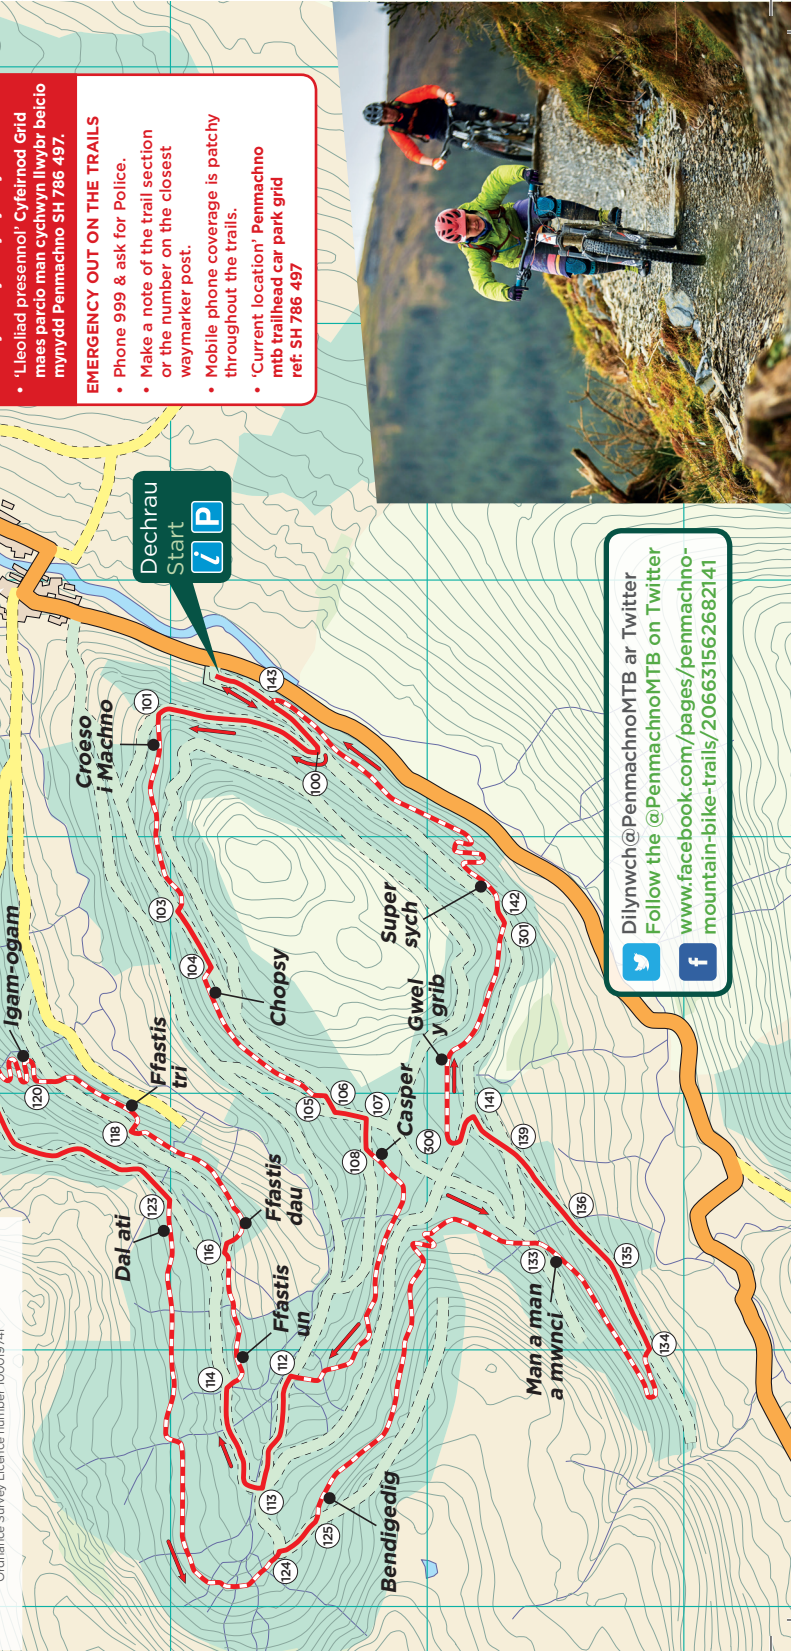 'Lleoliad presennol' Cyfeirnod Grid
maes parcio man cychwyn llwybr beicio
mynydd Penmachno SH 786 497.
EMERGENCY OUT ON THE TRAILS
• Phone 999 & ask for Police.
• Make a note of the trail section
or the number on the closest
waymarker post.
• Mobile phone coverage is patchy
throughout the trails.
• 'Current location' Penmachno
mtb trailhead car park grid
ref: SH 786 497
Dechrau
Start
i P
Croeso
i Machno
101
143
100
103
104
Chopsy
Super
sych
142
301
Gwel
y grib
Igam-ogam
120
Ffastis
tri
118
105
106
107
108
Casper
300
141
139
136
135
134
133
Man a man
a mwnci
Dal ati
123
116
Ffastis
dau
Ffastis
un
114
112
113
124
125
Bendigedig
Dilynwch@PenmachnoMTB ar Twitter
Follow the @PenmachnoMTB on Twitter
f
www.facebook.com/pages/penmachno-
mountain-bike-trails/206631562682141